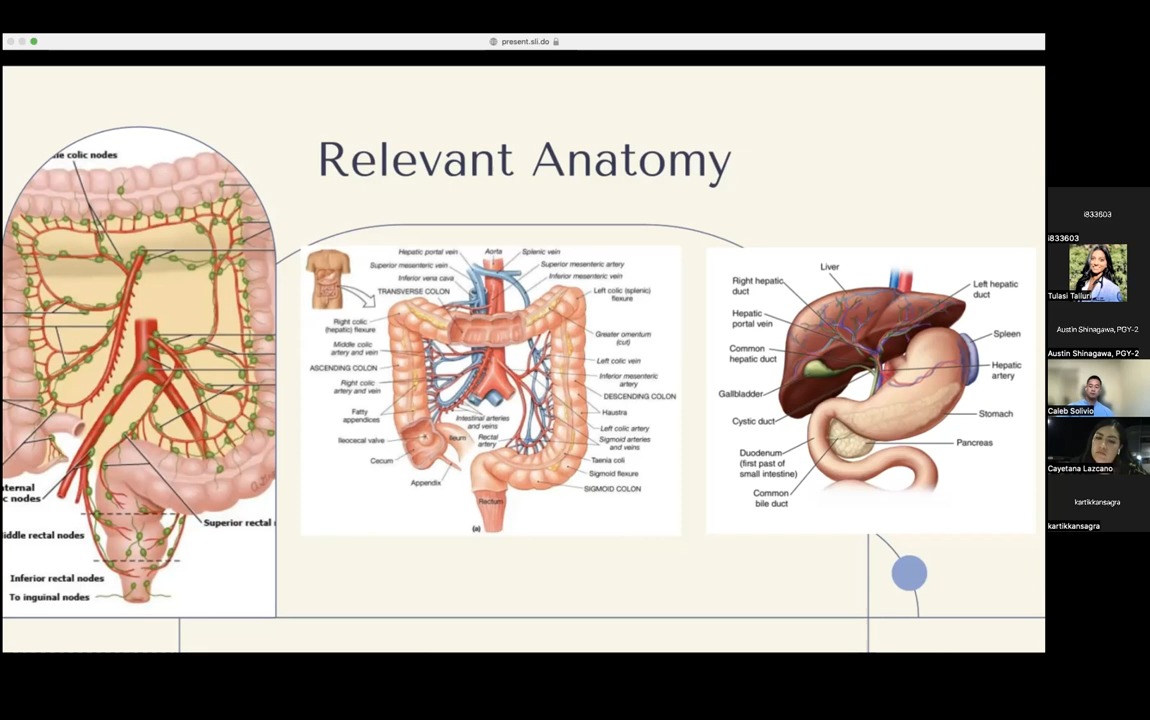 present.sli.do
Relevant Anatomy
colic nodes
nodes
Superior rectal
rectal nodes
Inferior rectal nodes
To inguinal nodes
Hepatic portal vein
Aorta
Splenic vein
Superior mesenteric vein
Superior mesenteric artery
Inferior vena cava
Inferior mesenteric vein
TRANSVERSE COLON
Left colic (splenic)
flexure
Right colic
(hepatic) flexure
Greater omentum
(cut)
Middle colic
artery and vein
Left colic vein
ASCENDING COLON
Inferior mesenteric
artery
Right colic
artery and vein
DESCENDING COLON
Fatty
appendices
Intestinal arteries
and veins
Haustra
Left colic artery
Ileocecal valve
Ileum
Rectal
artery
Sigmoid arteries
and veins
Cecum
Taenia coli
Appendix
Sigmoid flexure
Rectum
SIGMOID COLON
(a)
Liver
Right hepatic
duct
Left hepatic
duct
Hepatic
portal vein
Spleen
Common
hepatic duct
Hepatic
artery
Gallbladder
Cystic duct
Stomach
Duodenum
(first past of
small intestine)
Pancreas
Common
bile duct
i833603
i833603
Tulasi Talluri
Austin Shinagawa, PGY-2
Austin Shinagawa, PGY-2
Caleb Solivio
Cayetana Lazcano
kartikkansagra
kartikkansagra